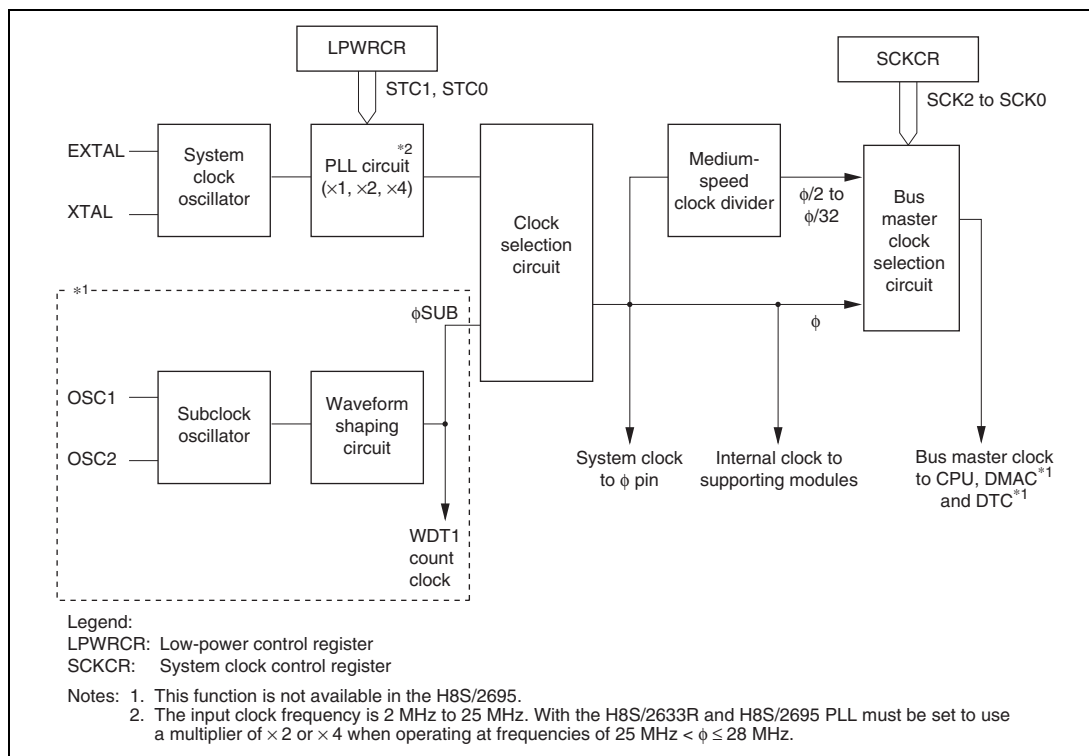 LPWRCR
STC1, STC0
SCKCR
SCK2 to SCK0
EXTAL
XTAL
System
clock
oscillator
*2
PLL circuit
(×1, ×2, ×4)
Clock
selection
circuit
Medium-
speed
clock divider
ϕ/2 to
ϕ/32
Bus
master
clock
selection
circuit
ϕ
*1
ϕSUB
OSC1
OSC2
Subclock
oscillator
Waveform
shaping
circuit
WDT1
count
clock
System clock
to ϕ pin
Internal clock to
supporting modules
Bus master clock
to CPU, DMAC*1
and DTC*1
Legend:
LPWRCR: Low-power control register
SCKCR: System clock control register
Notes: 1. This function is not available in the H8S/2695.
2. The input clock frequency is 2 MHz to 25 MHz. With the H8S/2633R and H8S/2695 PLL must be set to use
a multiplier of × 2 or × 4 when operating at frequencies of 25 MHz < ϕ ≤ 28 MHz.